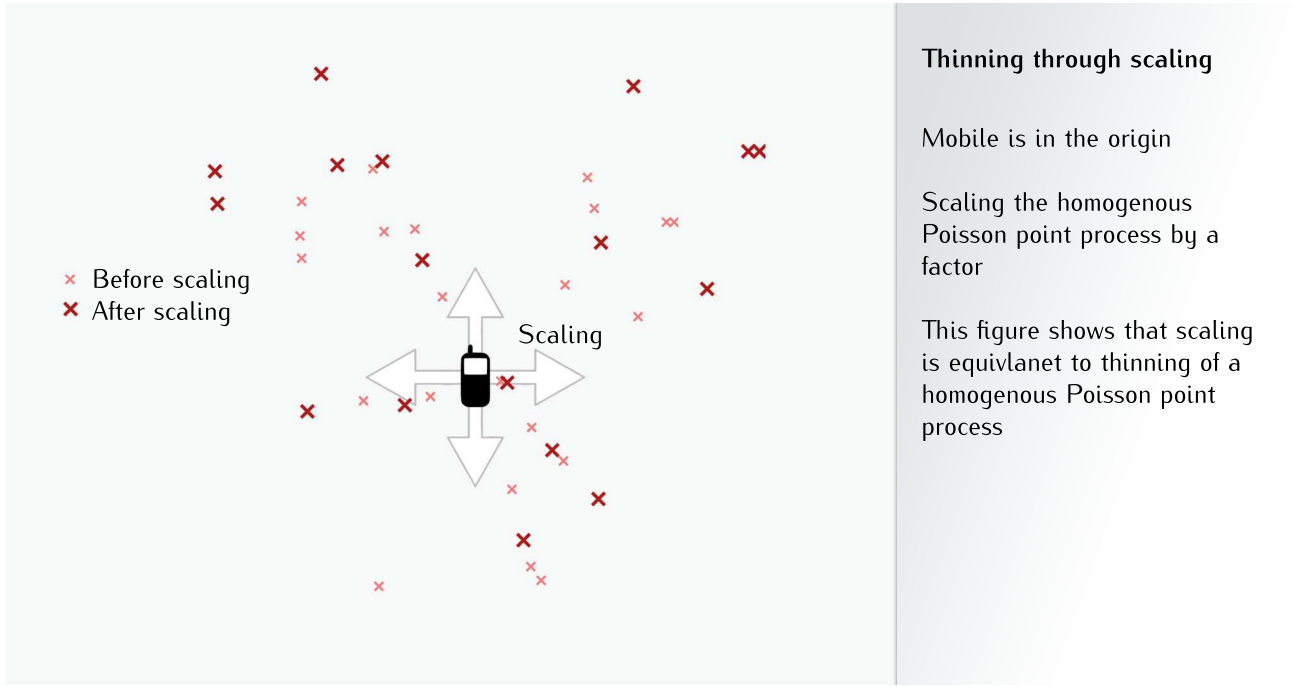 Thinning through scaling
Mobile is in the origin
Scaling the homogenous
Poisson point process by a
factor
This figure shows that scaling
is equivlanet to thinning of a
homogenous Poisson point
process
Before scaling
After scaling
Scaling